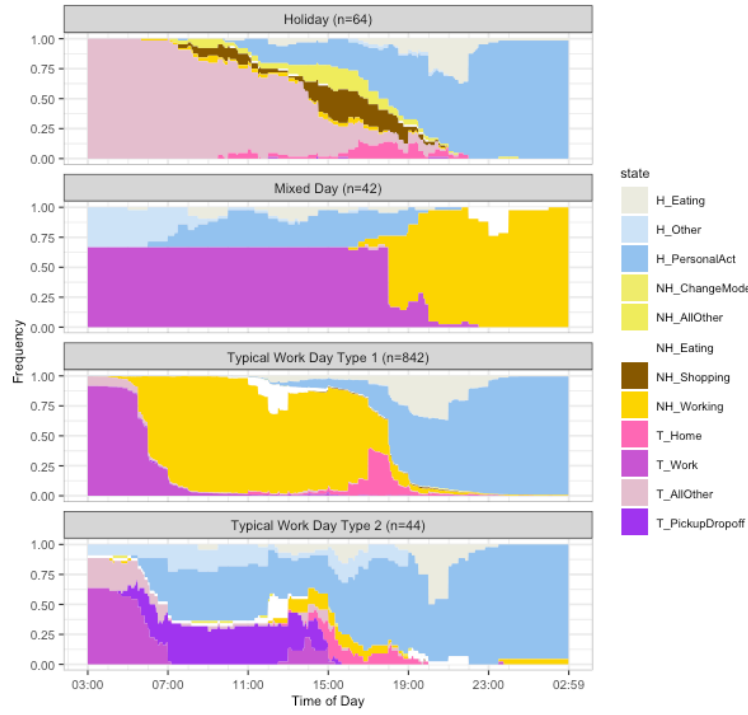 Holiday (n=64)
1.00
0.75
0.50
0.25
0.00
Mixed Day (n=42)
1.00
0.75
0.50
0.25
0.00
Typical Work Day Type 1 (n=842)
1.00
0.75
0.50
0.25
0.00
Typical Work Day Type 2 (n=44)
1.00
0.75
0.50
0.25
0.00
03:00 07:00 11:00 15:00 19:00 23:00 02:59
Time of Day
Frequency
state
H_Eating
H_Other
H_PersonalAct
NH_ChangeMode
NH_AllOther
NH_Eating
NH_Shopping
NH_Working
T_Home
T_Work
T_AllOther
T_PickupDropoff